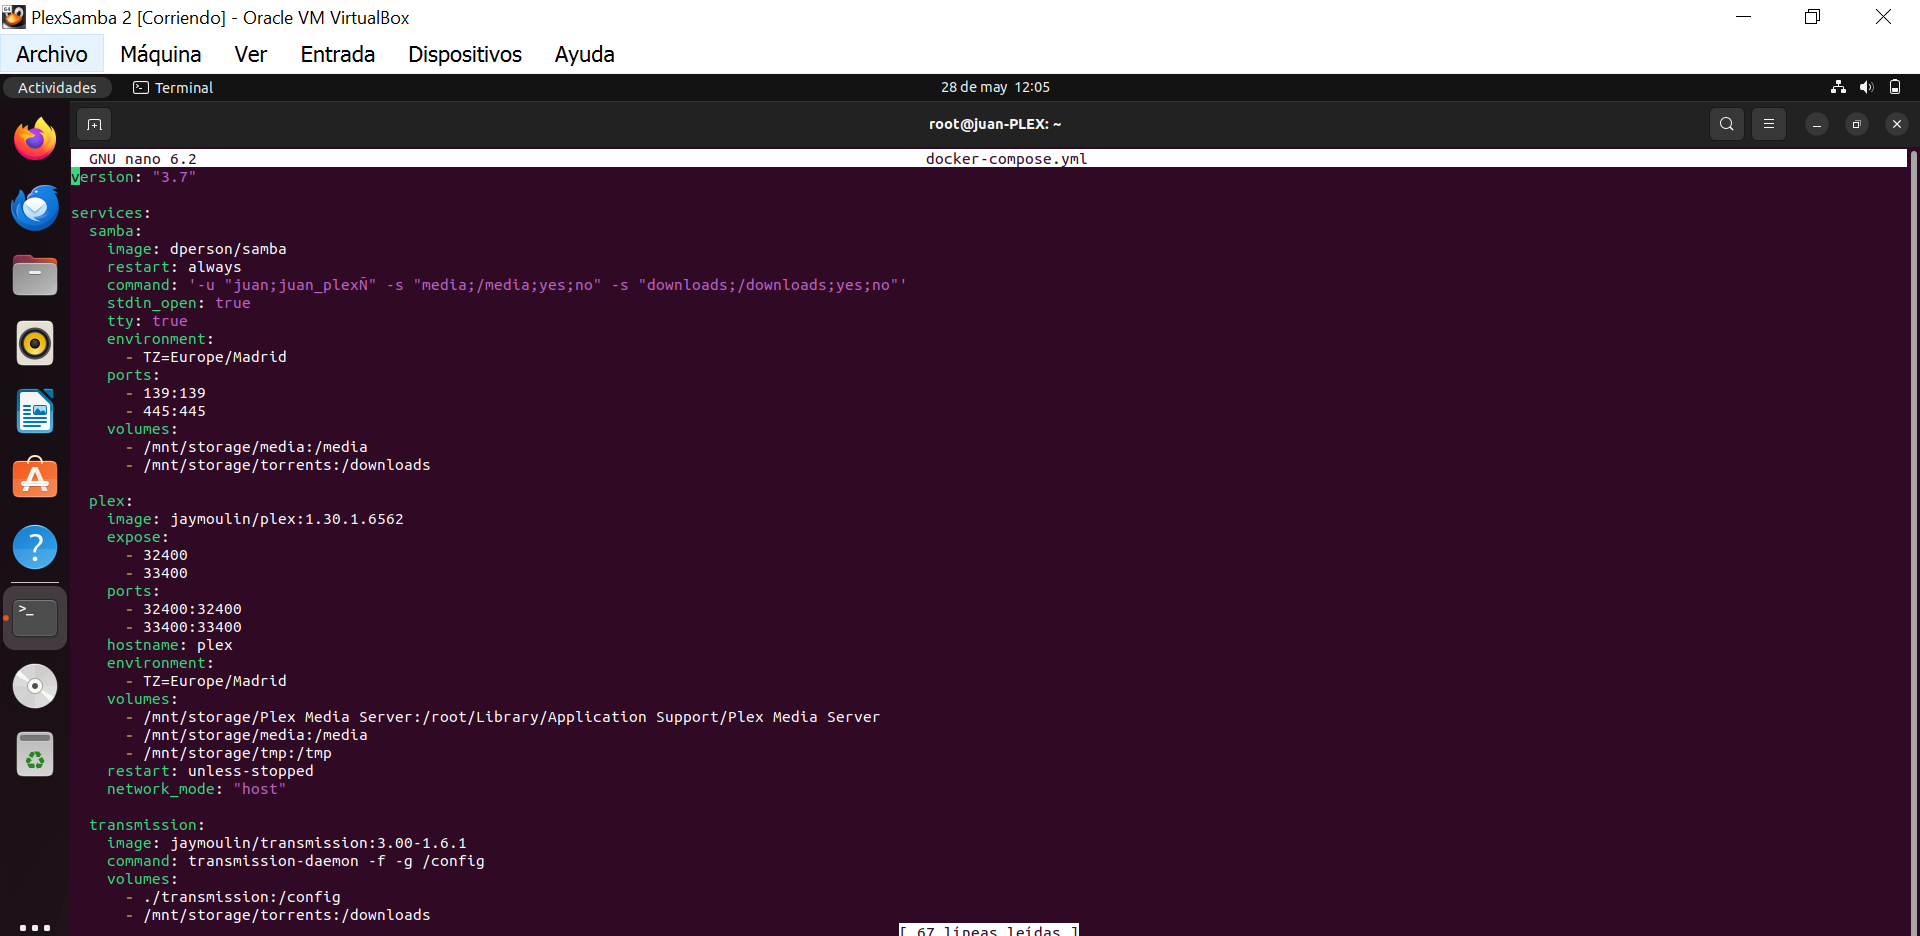 PlexSamba 2 [Corriendo] - Oracle VM VirtualBox
Archivo Máquina Ver Entrada Dispositivos Ayuda
Actividades Terminal 28 de may 12:05
root@juan-PLEX: ~
GNU nano 6.2 docker-compose.yml
version: "3.7"
services:
samba:
image: dperson/samba
restart: always
command: '-u "juan;juan_plexÑ" -s "media;/media;yes;no" -s "downloads;/downloads;yes;no"'
stdin_open: true
tty: true
environment:
- TZ=Europe/Madrid
ports:
- 139:139
- 445:445
volumes:
- /mnt/storage/media:/media
- /mnt/storage/torrents:/downloads
plex:
image: jaymoulin/plex:1.30.1.6562
expose:
- 32400
- 33400
ports:
- 32400:32400
- 33400:33400
hostname: plex
environment:
- TZ=Europe/Madrid
volumes:
- /mnt/storage/Plex Media Server:/root/Library/Application Support/Plex Media Server
- /mnt/storage/media:/media
- /mnt/storage/tmp:/tmp
restart: unless-stopped
network_mode: "host"
transmission:
image: jaymoulin/transmission:3.00-1.6.1
command: transmission-daemon -f -g /config
volumes:
- ./transmission:/config
- /mnt/storage/torrents:/downloads
[ 67 líneas leídas ]